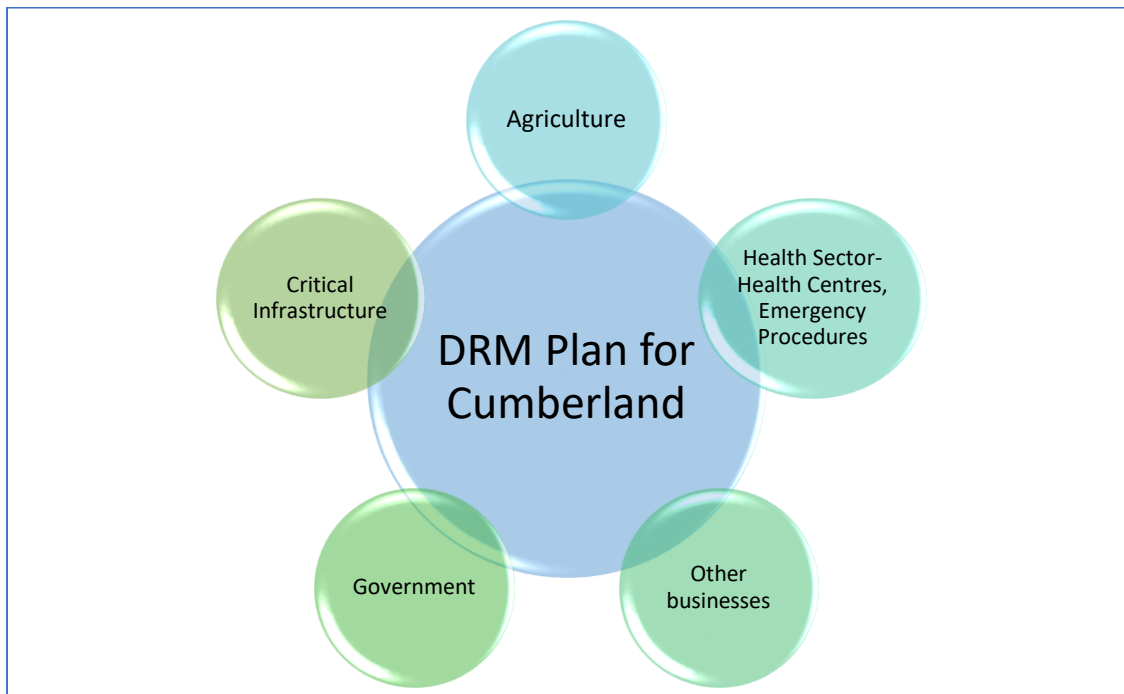 Agriculture
Health Sector-
Health Centres,
Emergency
Procedures
Critical
Infrastructure
DRM Plan for
Cumberland
Government
Other
businesses